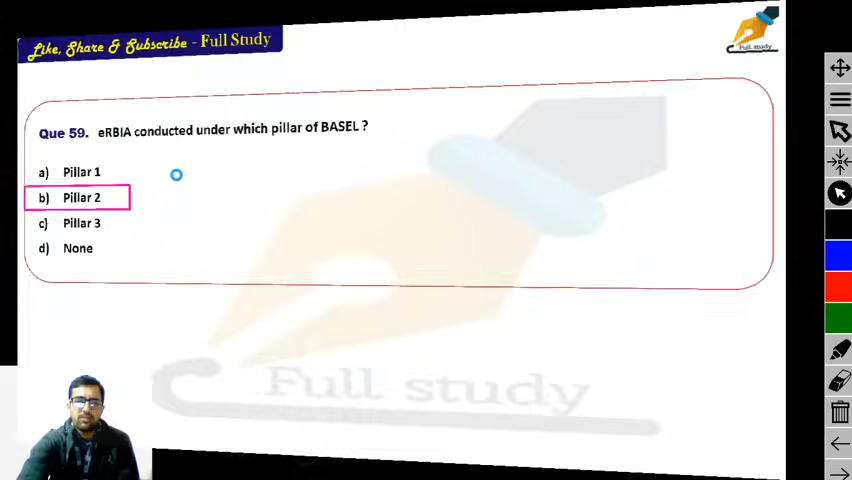 Like, Share & Subscribe - Full Study
Full study
Que 59. eRBIA conducted under which pillar of BASEL ?
a) Pillar 1
b) Pillar 2
c) Pillar 3
d) None
Full study